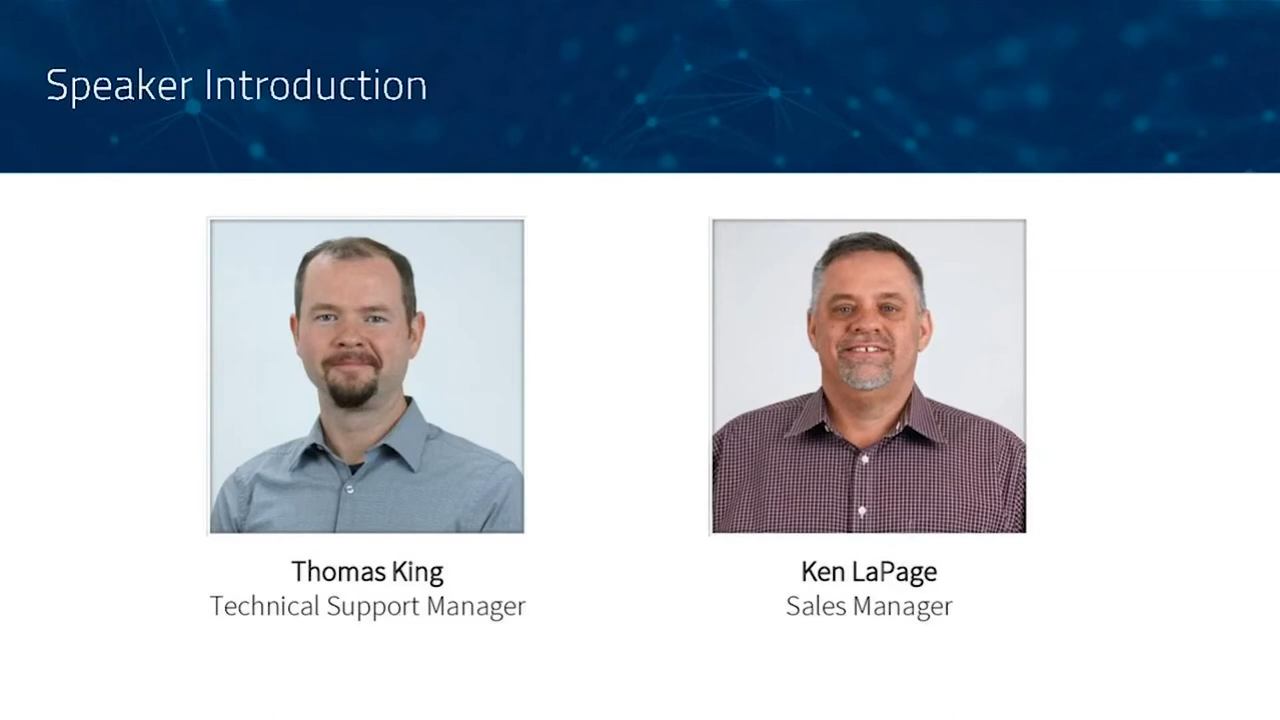 Speaker Introduction
Thomas King
Technical Support Manager
Ken LaPage
Sales Manager